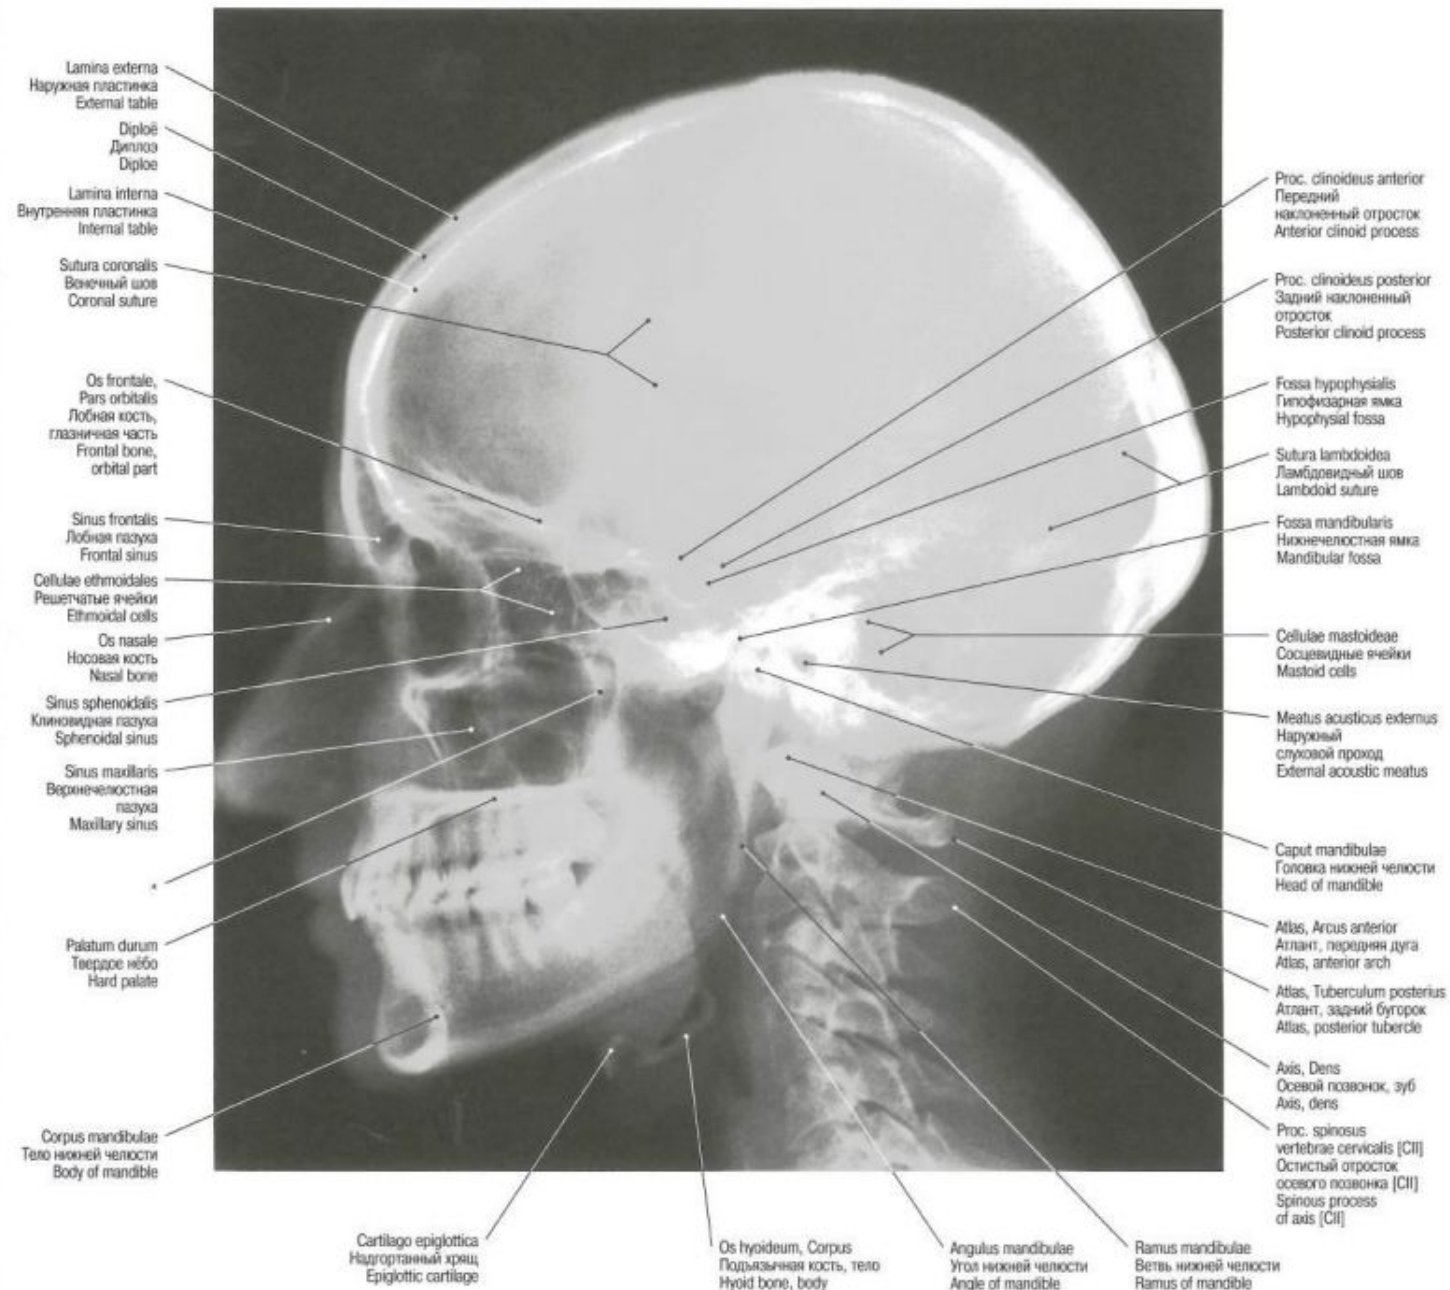 Lamina externa
Наружная пластинка
External table
Diploë
Диплоэ
Diploe
Lamina interna
Внутренняя пластинка
Internal table
Sutura coronalis
Венечный шов
Coronal suture
Os frontale,
Pars orbitalis
Лобная кость,
глазничная часть
Frontal bone,
orbital part
Sinus frontalis
Лобная пазуха
Frontal sinus
Cellulae ethmoidales
Решетчатые ячейки
Ethmoidal cells
Os nasale
Носовая кость
Nasal bone
Sinus sphenoidalis
Клиновидная пазуха
Sphenoidal sinus
Sinus maxillaris
Верхнечелюстная
пазуха
Maxillary sinus
*
Palatum durum
Твердое нёбо
Hard palate
Corpus mandibulae
Тело нижней челюсти
Body of mandible
Cartilago epiglottica
Надгортанный хрящ
Epiglottic cartilage
Os hyoideum, Corpus
Подъязычная кость, тело
Hyoid bone, body
Angulus mandibulae
Угол нижней челюсти
Angle of mandible
Ramus mandibulae
Ветвь нижней челюсти
Ramus of mandible
Proc. clinoideus anterior
Передний
наклоненный отросток
Anterior clinoid process
Proc. clinoideus posterior
Задний наклоненный
отросток
Posterior clinoid process
Fossa hypophysialis
Гипофизарная ямка
Hypophysial fossa
Sutura lambdoidea
Ламбдовидный шов
Lambdoid suture
Fossa mandibularis
Нижнечелюстная ямка
Mandibular fossa
Cellulae mastoideae
Сосцевидные ячейки
Mastoid cells
Meatus acusticus externus
Наружный
слуховой проход
External acoustic meatus
Caput mandibulae
Головка нижней челюсти
Head of mandible
Atlas, Arcus anterior
Атлант, передняя дуга
Atlas, anterior arch
Atlas, Tuberculum posterius
Атлант, задний бугорок
Atlas, posterior tubercle
Axis, Dens
Осевой позвонок, зуб
Axis, dens
Proc. spinosus
vertebrae cervicalis [CII]
Остистый отросток
осевого позвонка [CII]
Spinous process
of axis [CII]